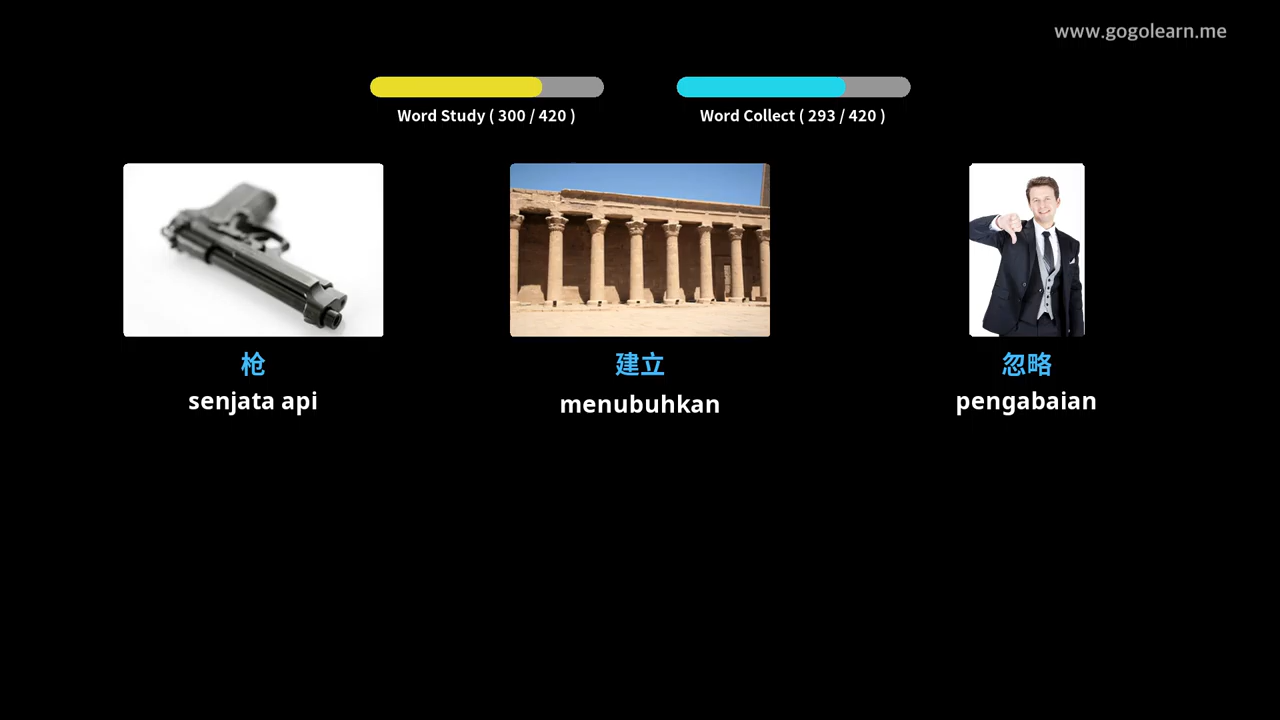 www.gogolearn.me
Word Study ( 300 / 420 )
Word Collect ( 293 / 420 )
枪
senjata api
建立
menubuhkan
忽略
pengabaian